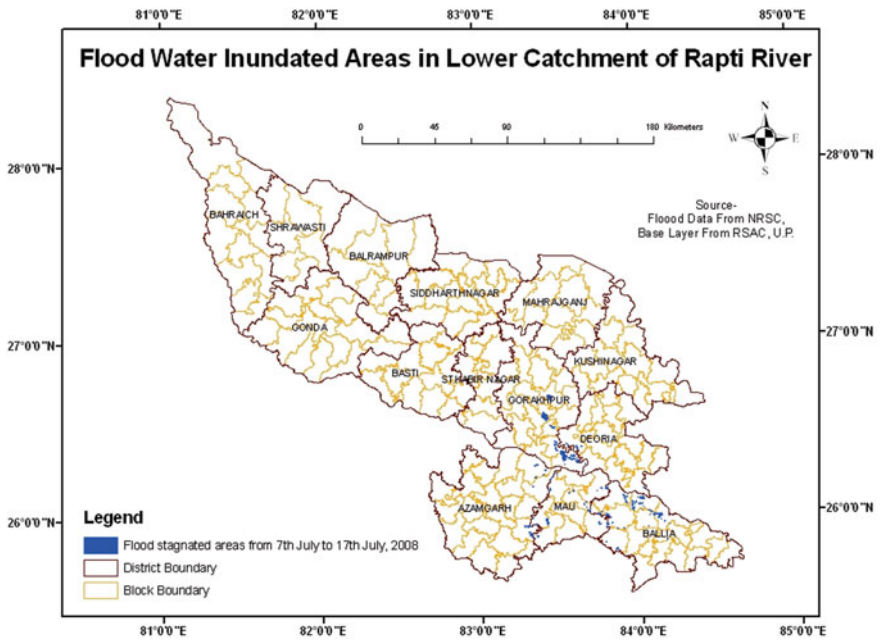 81°0'0"E 82°0'0"E 83°0'0"E 84°0'0"E 85°0'0"E
Flood Water Inundated Areas in Lower Catchment of Rapti River
0 45 90 180 Kilometers
N
W E
S
28°0'0"N 28°0'0"N
Source-
Floood Data From NRSC,
Base Layer From RSAC, U.P.
BAHRAICH
SHRAWASTI
BALRAMPUR
SIDDHARTHNAGAR
MAHRAJGANJ
GONDA
27°0'0"N 27°0'0"N
KUSHINAGAR
BASTI
ST.KABIR NAGAR
GORAKHPUR
DEORIA
AZAMGARH
MAU
BALLIA
26°0'0"N 26°0'0"N
Legend
Flood stagnated areas from 7th July to 17th July, 2008
District Boundary
Block Boundary
81°0'0"E 82°0'0"E 83°0'0"E 84°0'0"E 85°0'0"E